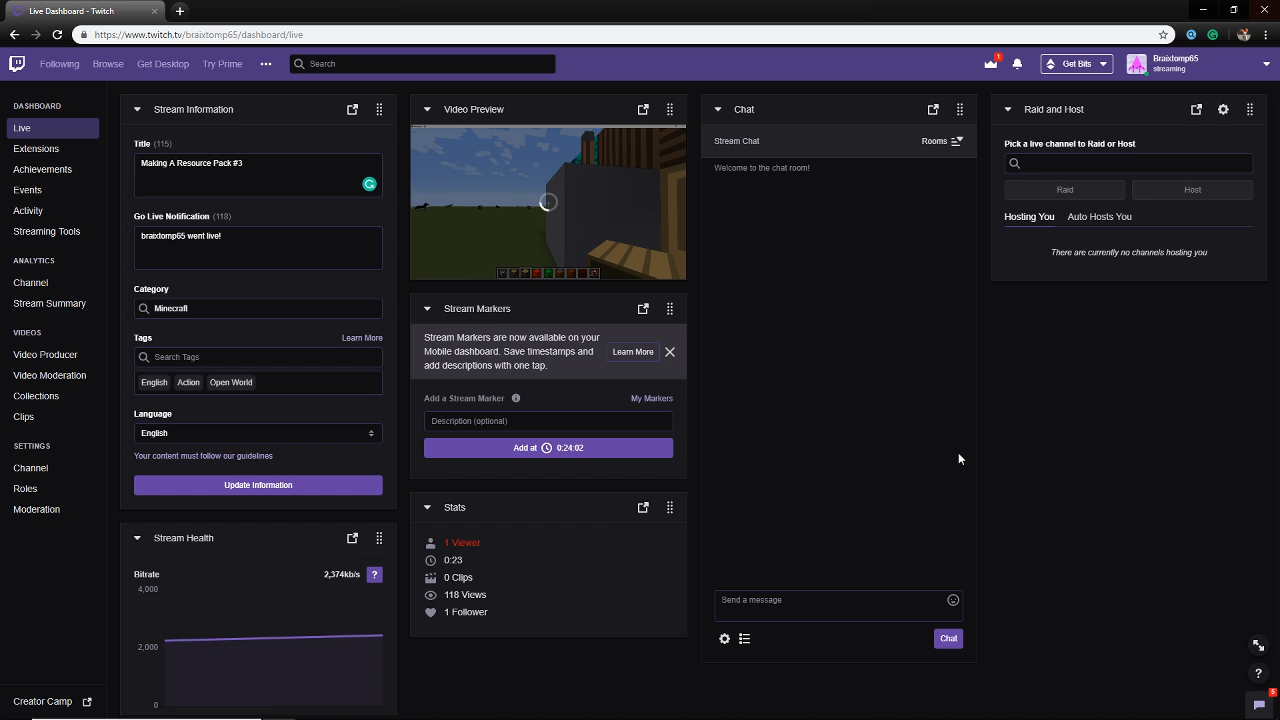 Live Dashboard - Twitch
https://www.twitch.tv/braixtomp65/dashboard/live
Following
Browse
Get Desktop
Try Prime
Search
1
Get Bits
Braixtomp65
streaming
DASHBOARD
Live
Extensions
Achievements
Events
Activity
Streaming Tools
ANALYTICS
Channel
Stream Summary
VIDEOS
Video Producer
Video Moderation
Collections
Clips
SETTINGS
Channel
Roles
Moderation
Creator Camp
Stream Information
Title (115)
Making A Resource Pack #3
Go Live Notification (118)
braixtomp65 went live!
Category
Minecraft
Tags
Learn More
Search Tags
English Action Open World
Language
English
Your content must follow our guidelines
Update Information
Stream Health
Bitrate
2,374kb/s ?
4,000
2,000
0
Video Preview
Stream Markers
Stream Markers are now available on your
Mobile dashboard. Save timestamps and
add descriptions with one tap.
Learn More
Add a Stream Marker
My Markers
Description (optional)
Add at 0:24:02
Stats
1 Viewer
0:23
0 Clips
118 Views
1 Follower
Chat
Stream Chat
Rooms
Welcome to the chat room!
Send a message
Chat
Raid and Host
Pick a live channel to Raid or Host
Raid
Host
Hosting You
Auto Hosts You
There are currently no channels hosting you
?
5